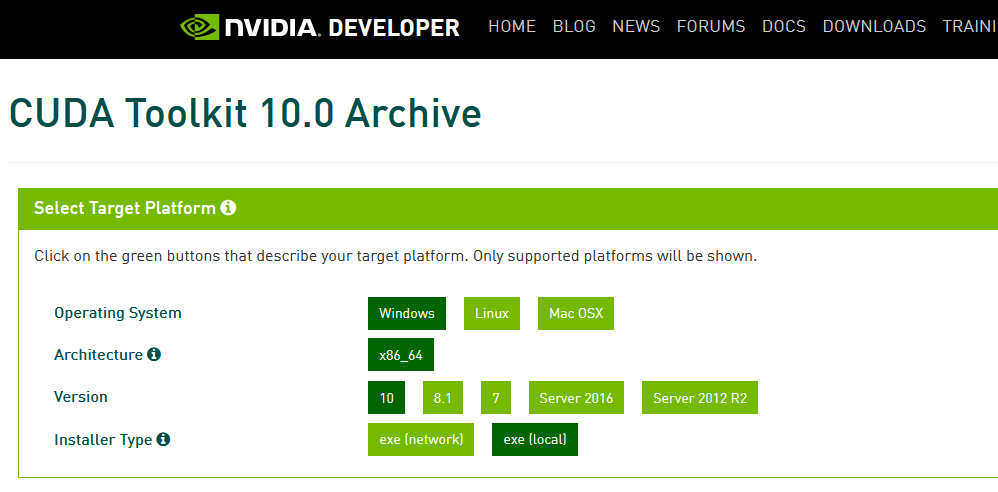 NVIDIA. DEVELOPER HOME BLOG NEWS FORUMS DOCS DOWNLOADS TRAINI
CUDA Toolkit 10.0 Archive
Select Target Platform
Click on the green buttons that describe your target platform. Only supported platforms will be shown.
Operating System Windows Linux Mac OSX
Architecture x86_64
Version 10 8.1 7 Server 2016 Server 2012 R2
Installer Type exe (network) exe (local)